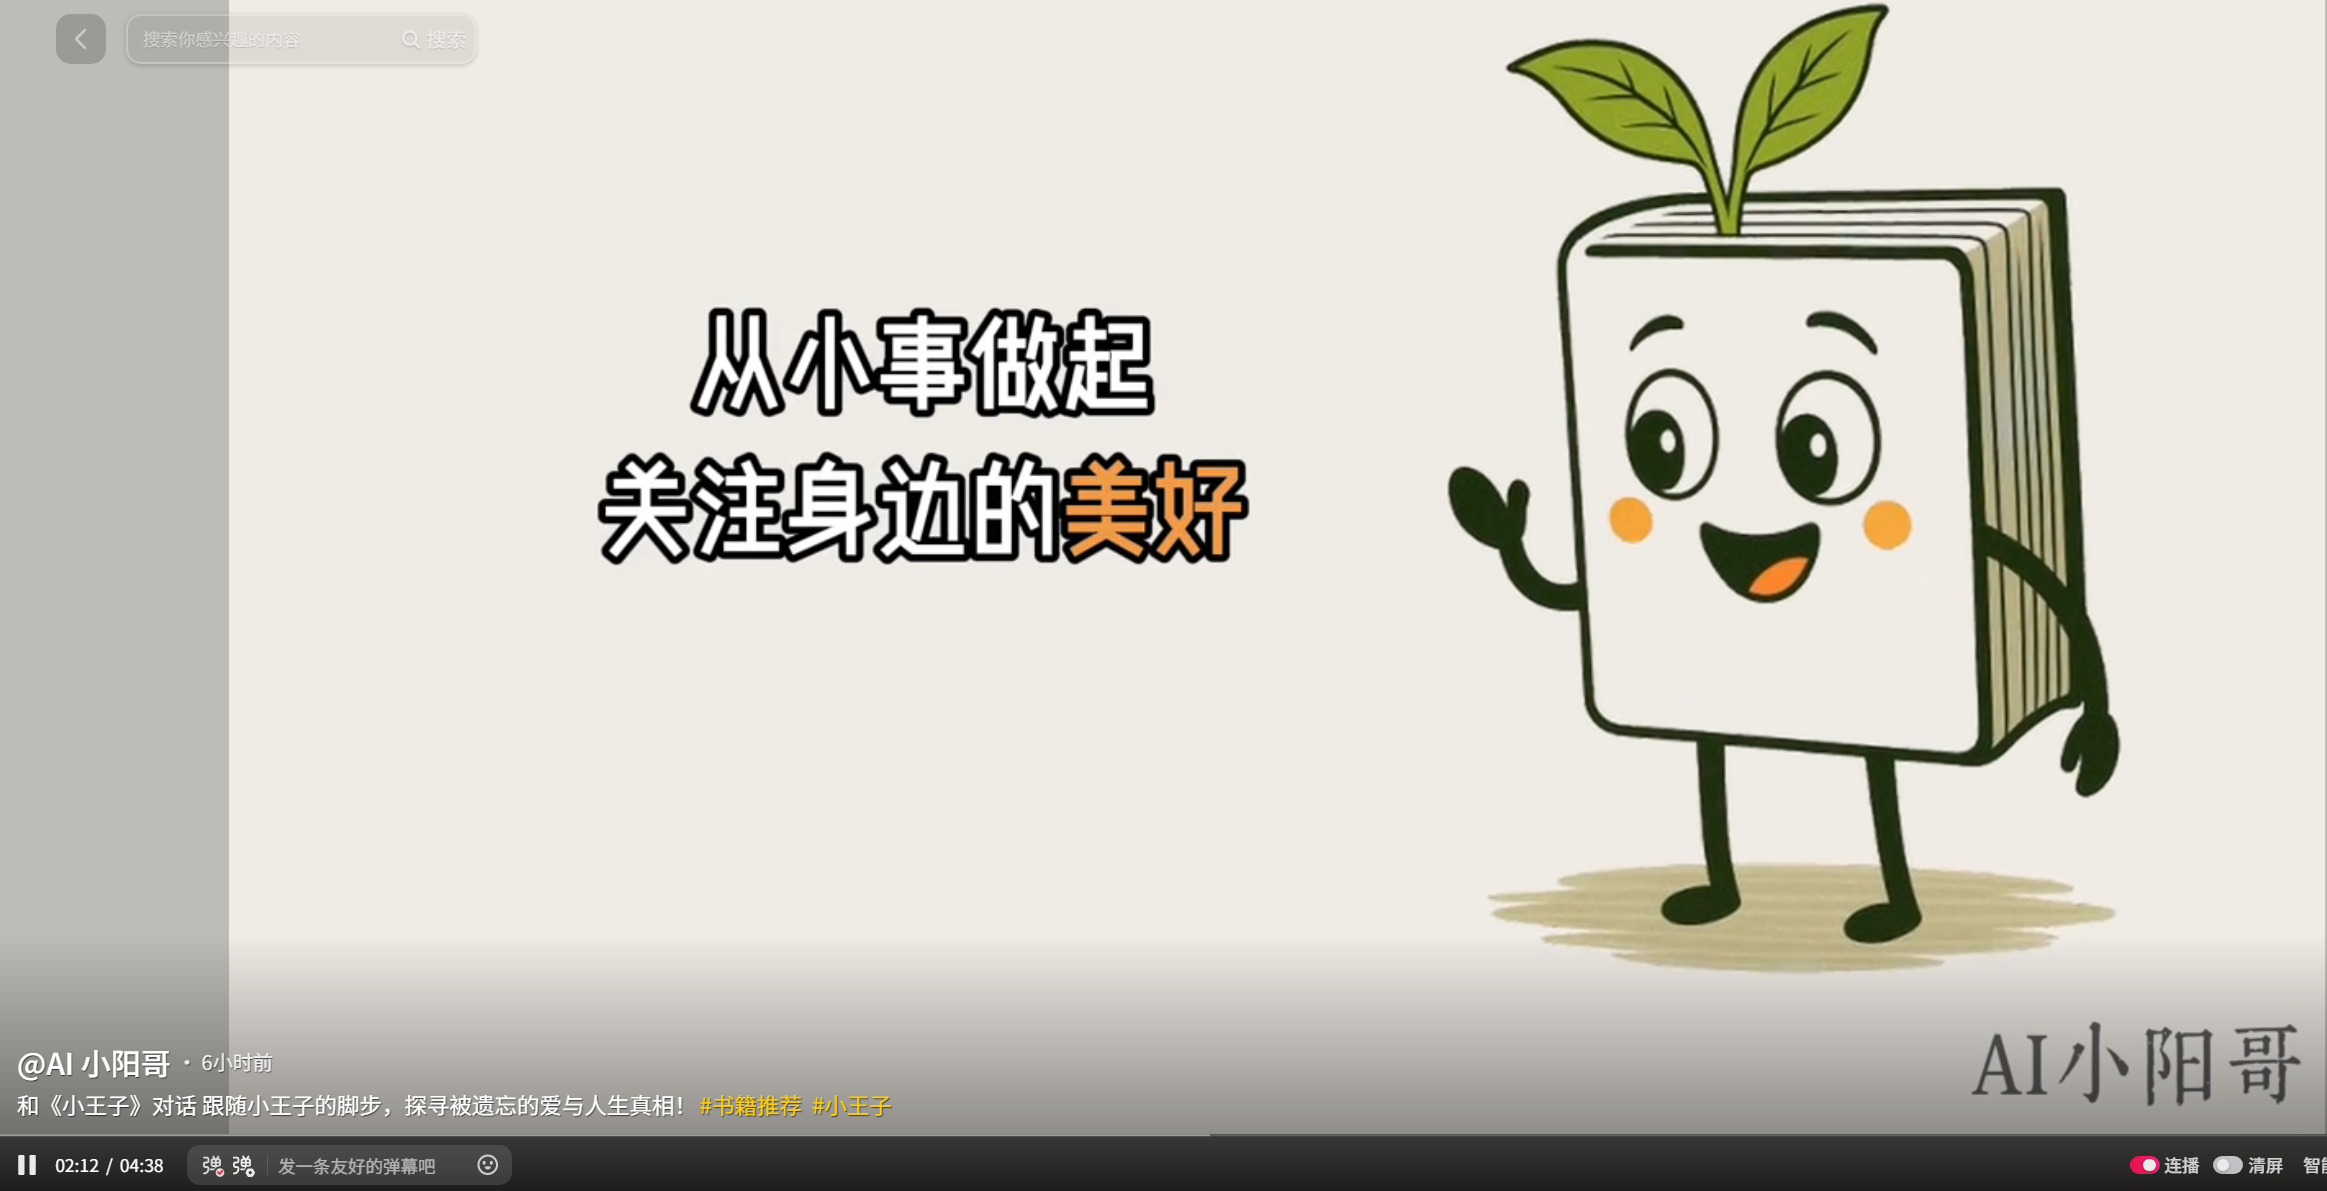 搜索你感兴趣的内容 搜索
从小事做起
关注身边的美好
AI小阳哥
@AI 小阳哥 · 6小时前
和《小王子》对话 跟随小王子的脚步，探寻被遗忘的爱与人生真相！ #书籍推荐 #小王子
02:12 / 04:38 弹 弹 发一条友好的弹幕吧 连播 清屏 智能